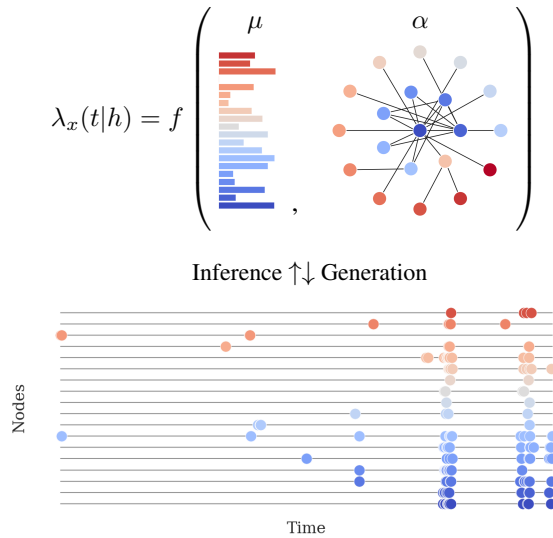 μ α
λₓ(t|h) = f ( , )
Inference ↑↓ Generation
Nodes
Time